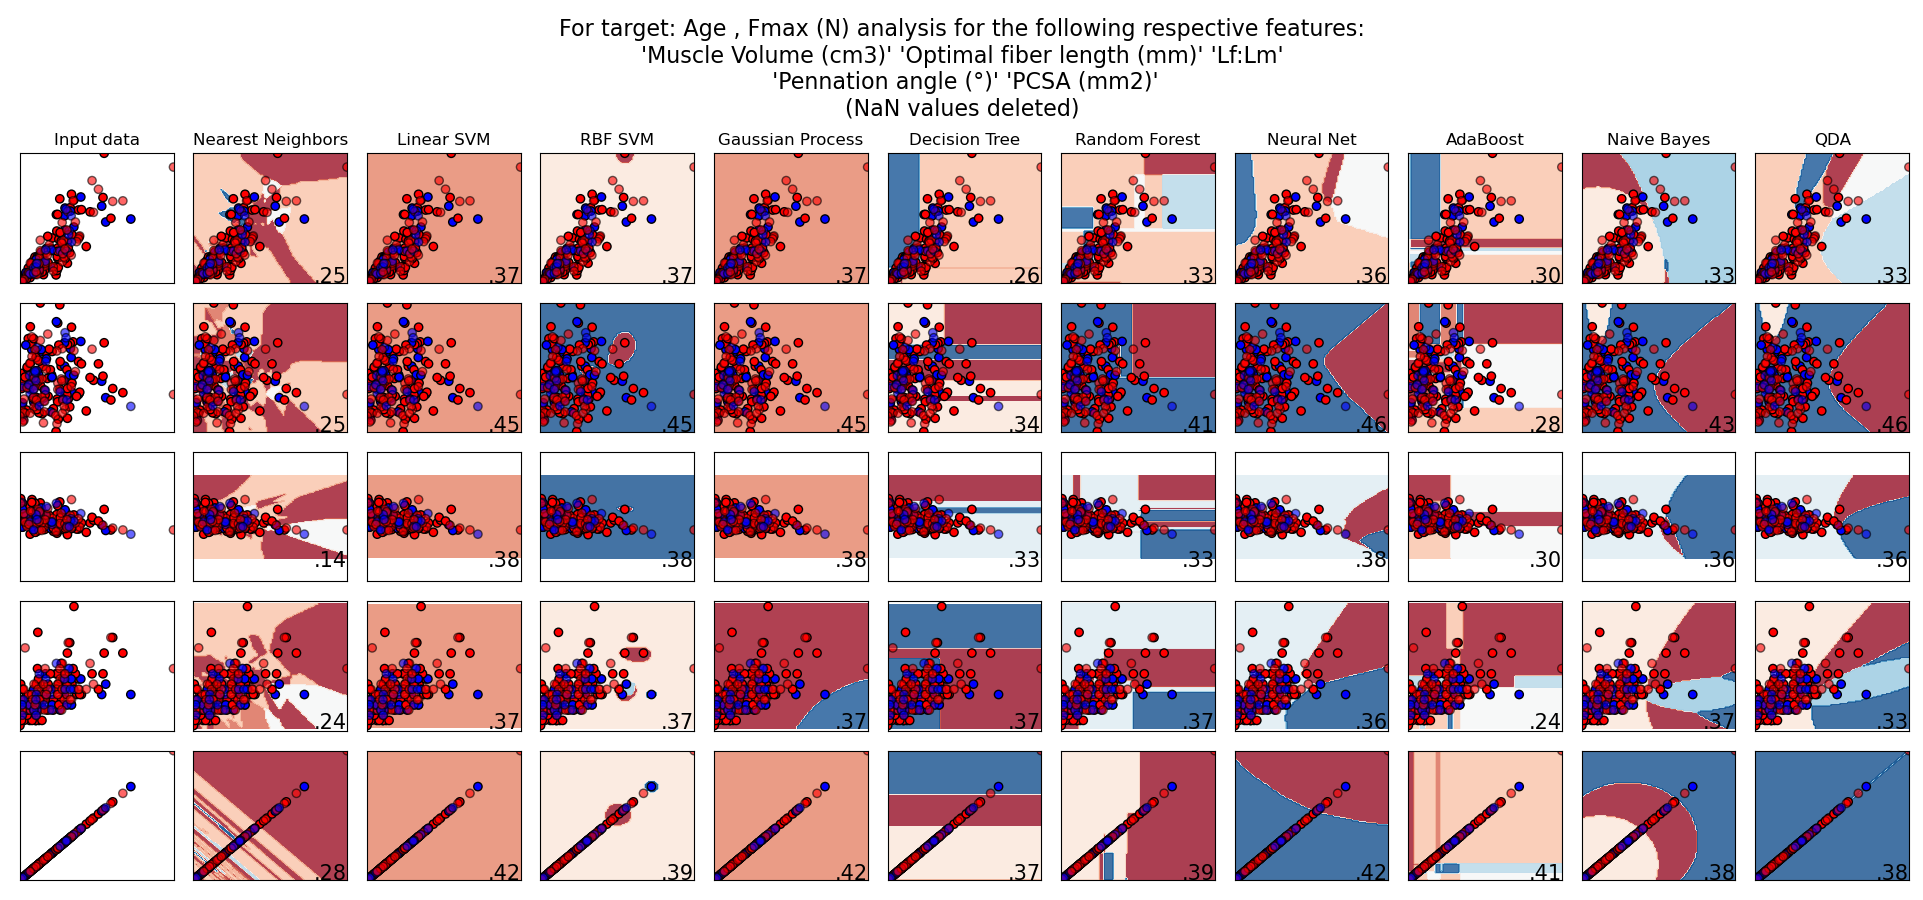 For target: Age , Fmax (N) analysis for the following respective features:
'Muscle Volume (cm3)' 'Optimal fiber length (mm)' 'Lf:Lm'
'Pennation angle (°)' 'PCSA (mm2)'
(NaN values deleted)
Input data Nearest Neighbors Linear SVM RBF SVM Gaussian Process Decision Tree Random Forest Neural Net AdaBoost Naive Bayes QDA
.25 .37 .37 .37 .26 .33 .36 .30 .33 .33
.25 .45 .45 .45 .34 .41 .46 .28 .43 .46
.14 .38 .38 .38 .33 .33 .38 .30 .36 .36
.24 .37 .37 .37 .37 .37 .36 .24 .37 .33
.28 .42 .39 .42 .37 .39 .42 .41 .38 .38